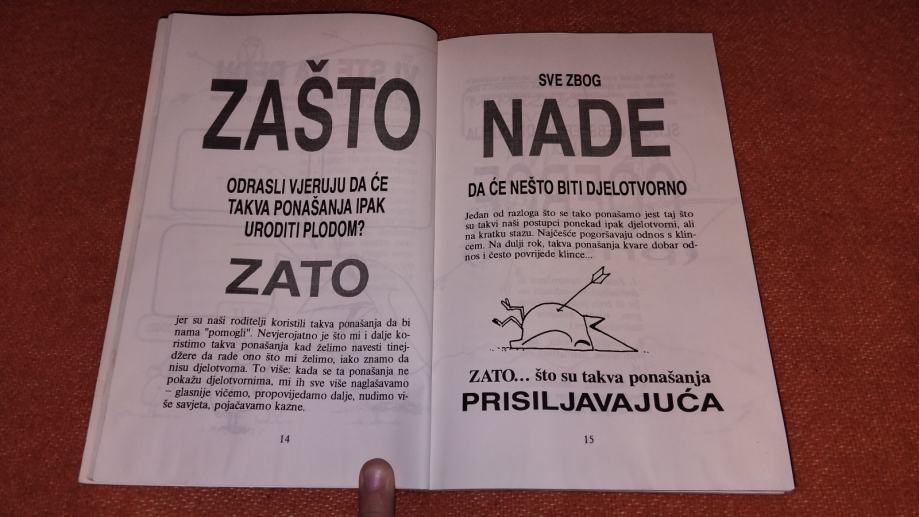 ZAŠTO
ODRASLI VJERUJU DA ĆE
TAKVA PONAŠANJA IPAK
URODITI PLODOM?
ZATO
jer su naši roditelji koristili takva ponašanja da bi
nama "pomogli". Nevjerojatno je što mi i dalje ko-
ristimo takva ponašanja kad želimo navesti tinej-
džere da rade ono što mi želimo, iako znamo da
nisu djelotvorna. To više: kada se ta ponašanja ne
pokažu djelotvornima, mi ih sve više naglašavamo
– glasnije vičemo, propovijedamo dalje, nudimo vi-
še savjeta, pojačavamo kazne.
14
SVE ZBOG
NADE
DA ĆE NEŠTO BITI DJELOTVORNO
Jedan od razloga što se tako ponašamo jest taj što
su takvi naši postupci ponekad ipak djelotvorni, ali
na kratku stazu. Najčešće pogoršavaju odnos s klin-
cem. Na dulji rok, takva ponašanja kvare dobar od-
nos i često povrijede klince...
ZATO... što su takva ponašanja
PRISILJAVAJUĆA
15